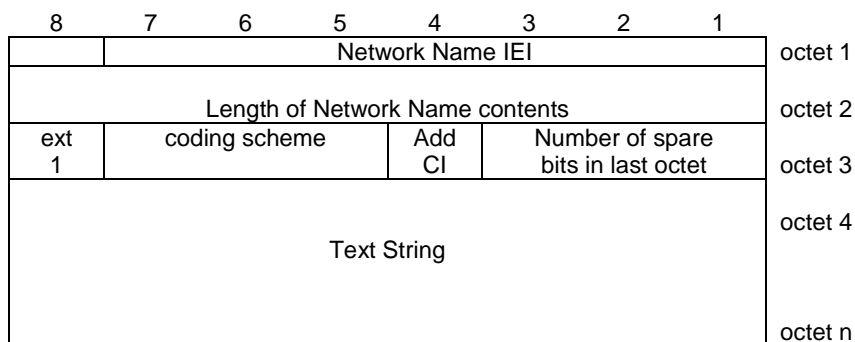 8 7 6 5 4 3 2 1
Network Name IEI octet 1
Length of Network Name contents octet 2
ext coding scheme Add Number of spare
1 CI bits in last octet octet 3
octet 4
Text String
octet n